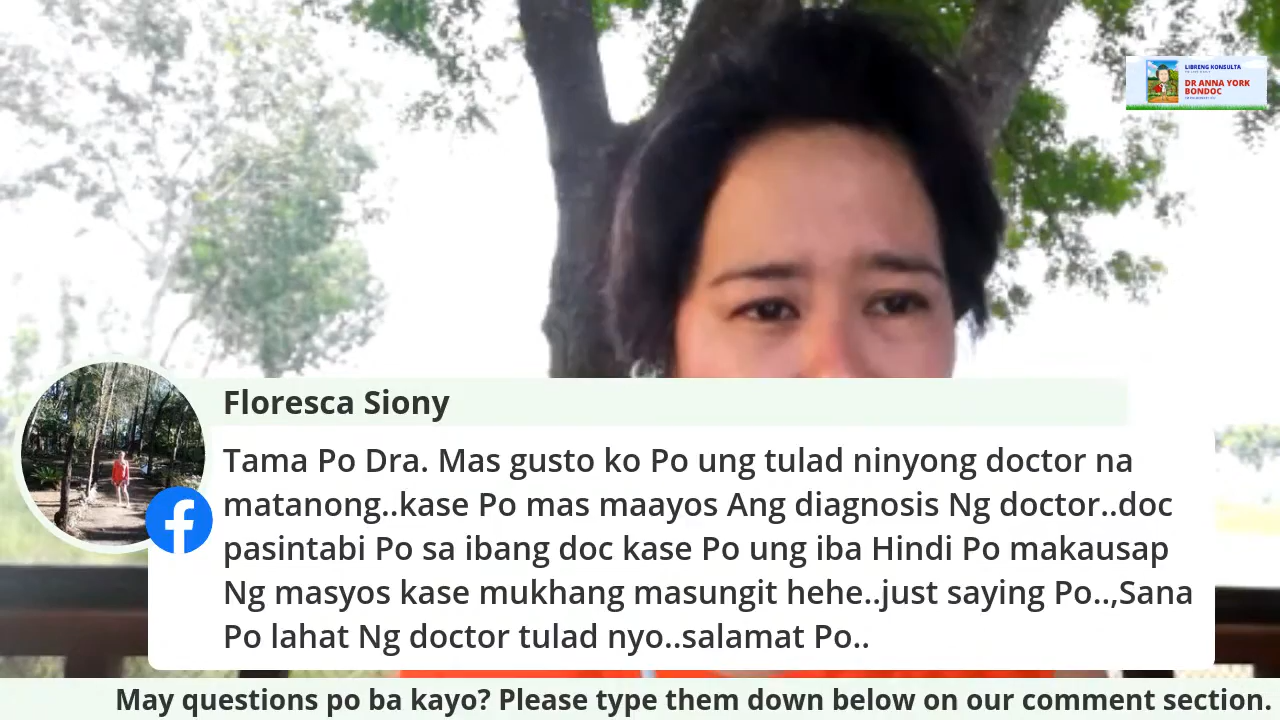 LIBRENG KONSULTA
DR ANNA YORK
BONDOC
Floresca Siony
Tama Po Dra. Mas gusto ko Po ung tulad ninyong doctor na
matanong..kase Po mas maayos Ang diagnosis Ng doctor..doc
pasintabi Po sa ibang doc kase Po ung iba Hindi Po makausap
Ng masyos kase mukhang masungit hehe..just saying Po..,Sana
Po lahat Ng doctor tulad nyo..salamat Po..
May questions po ba kayo? Please type them down below on our comment section.